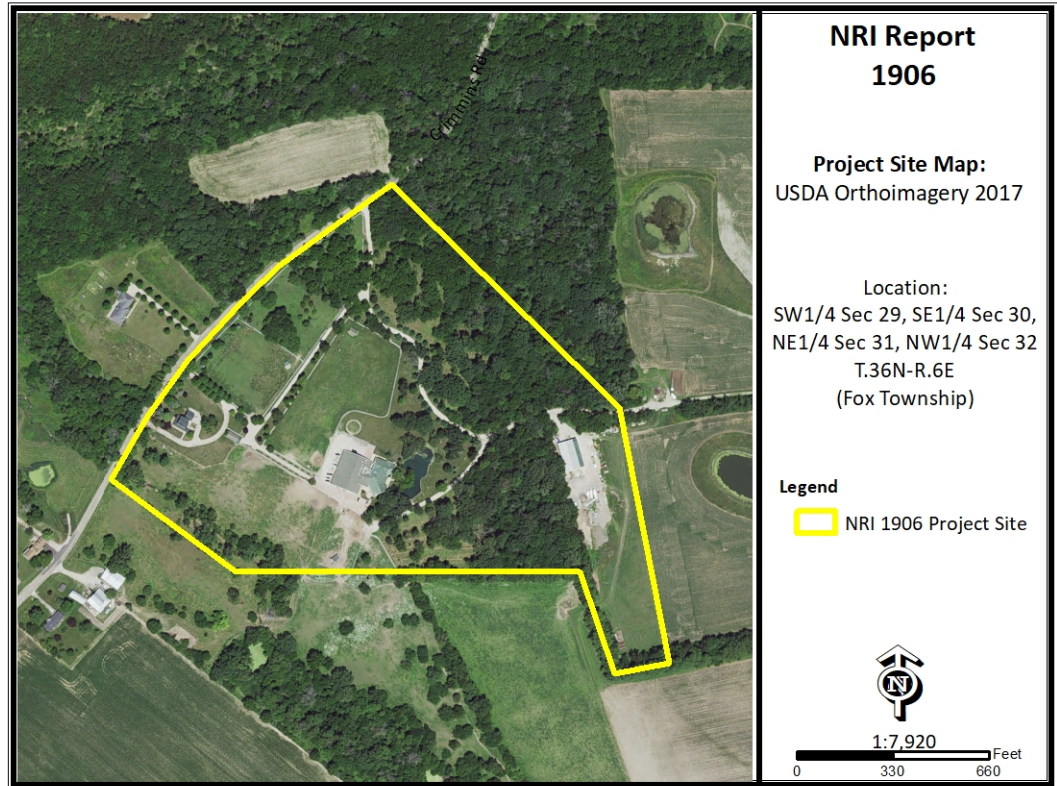 NRI Report
1906
Project Site Map:
USDA Orthoimagery 2017
Location:
SW1/4 Sec 29, SE1/4 Sec 30,
NE1/4 Sec 31, NW1/4 Sec 32
T.36N-R.6E
(Fox Township)
Legend
NRI 1906 Project Site
N
1:7,920
Feet
0 330 660
Crimmins Rd